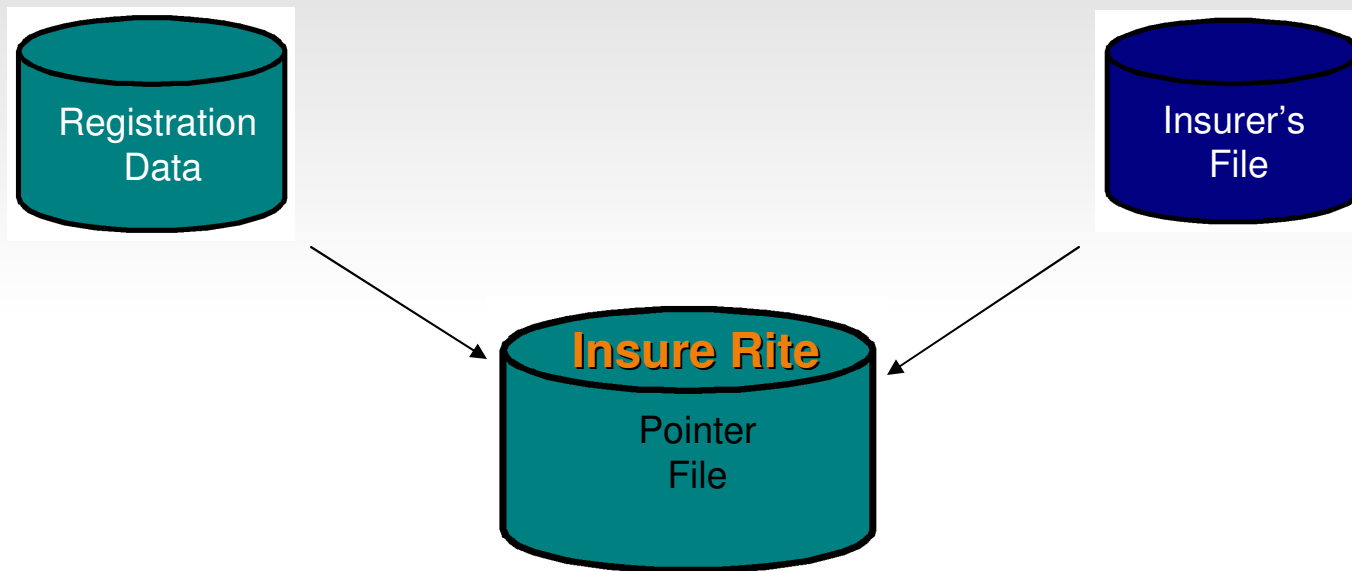 Registration
Data
Insurer’s
File
Insure Rite
Pointer
File